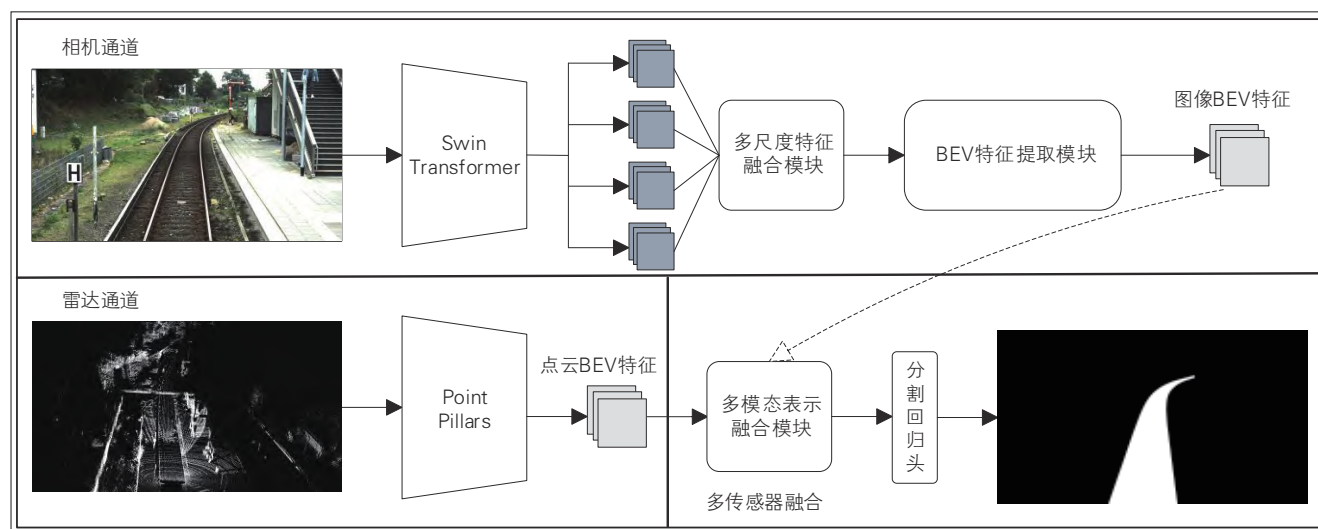 相机通道
H
Swin
Transformer
多尺度特征
融合模块
BEV特征提取模块
图像BEV特征
雷达通道
Point
Pillars
点云BEV特征
多模态表示
融合模块
多传感器融合
分
割
回
归
头